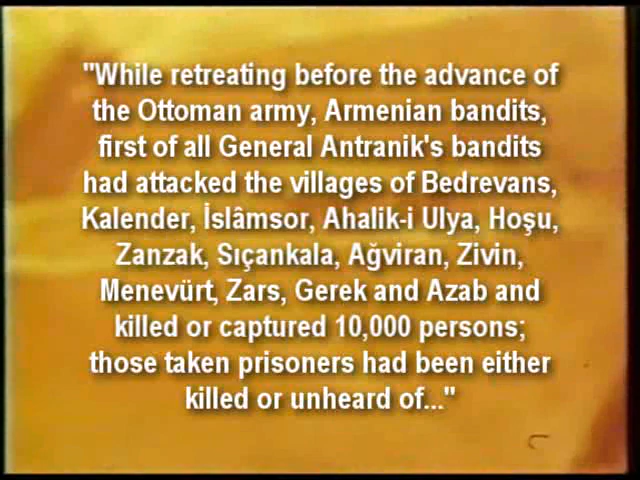 "While retreating before the advance of
the Ottoman army, Armenian bandits,
first of all General Antranik's bandits
had attacked the villages of Bedrevans,
Kalender, İslâmsor, Ahalik-i Ulya, Hoşu,
Zanzak, Sıçankala, Ağviran, Zivin,
Menevürt, Zars, Gerek and Azab and
killed or captured 10,000 persons;
those taken prisoners had been either
killed or unheard of..."